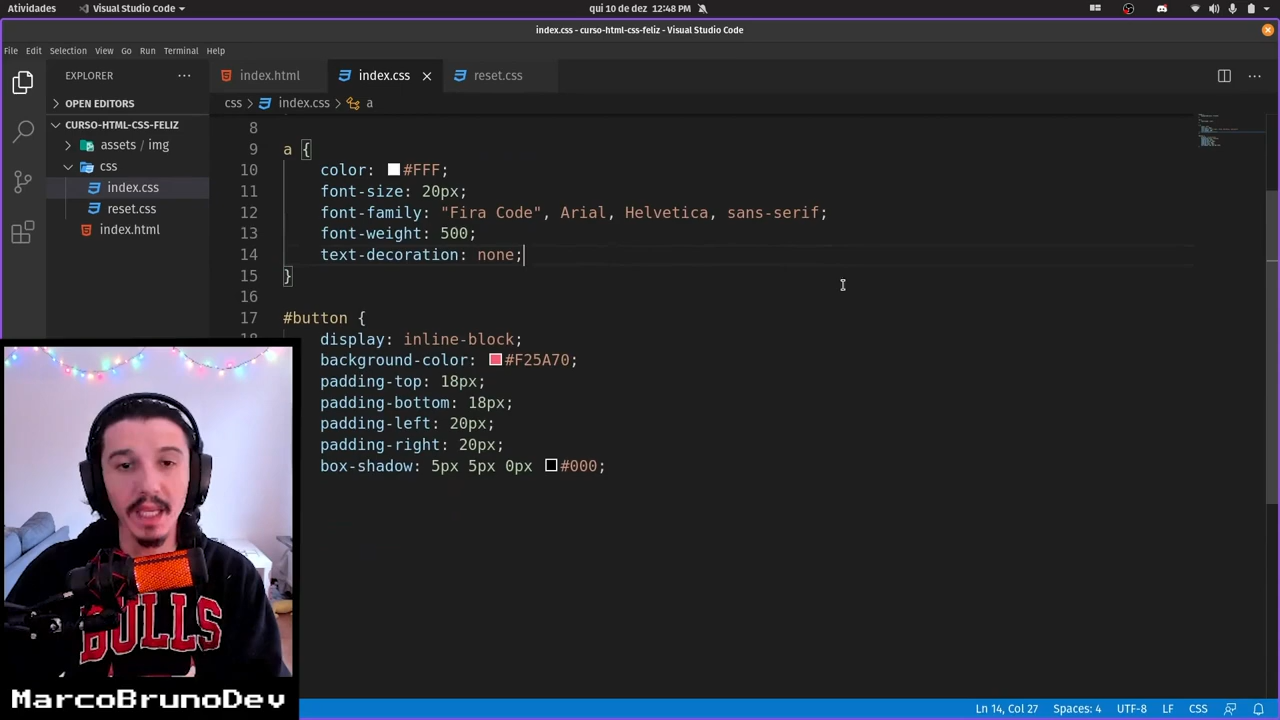 Atividades
Visual Studio Code
qui 10 de dez 12:48 PM
index.css - curso-html-css-feliz - Visual Studio Code
File Edit Selection View Go Run Terminal Help
EXPLORER
index.html
index.css
reset.css
OPEN EDITORS
css > index.css > a
CURSO-HTML-CSS-FELIZ
assets / img
css
index.css
reset.css
index.html
8
9 a {
10 color: #FFF;
11 font-size: 20px;
12 font-family: "Fira Code", Arial, Helvetica, sans-serif;
13 font-weight: 500;
14 text-decoration: none;
15 }
16
17 #button {
display: inline-block;
background-color: #F25A70;
padding-top: 18px;
padding-bottom: 18px;
padding-left: 20px;
padding-right: 20px;
box-shadow: 5px 5px 0px #000;
BULLS
MarcoBrunoDev
Ln 14, Col 27 Spaces: 4 UTF-8 LF CSS